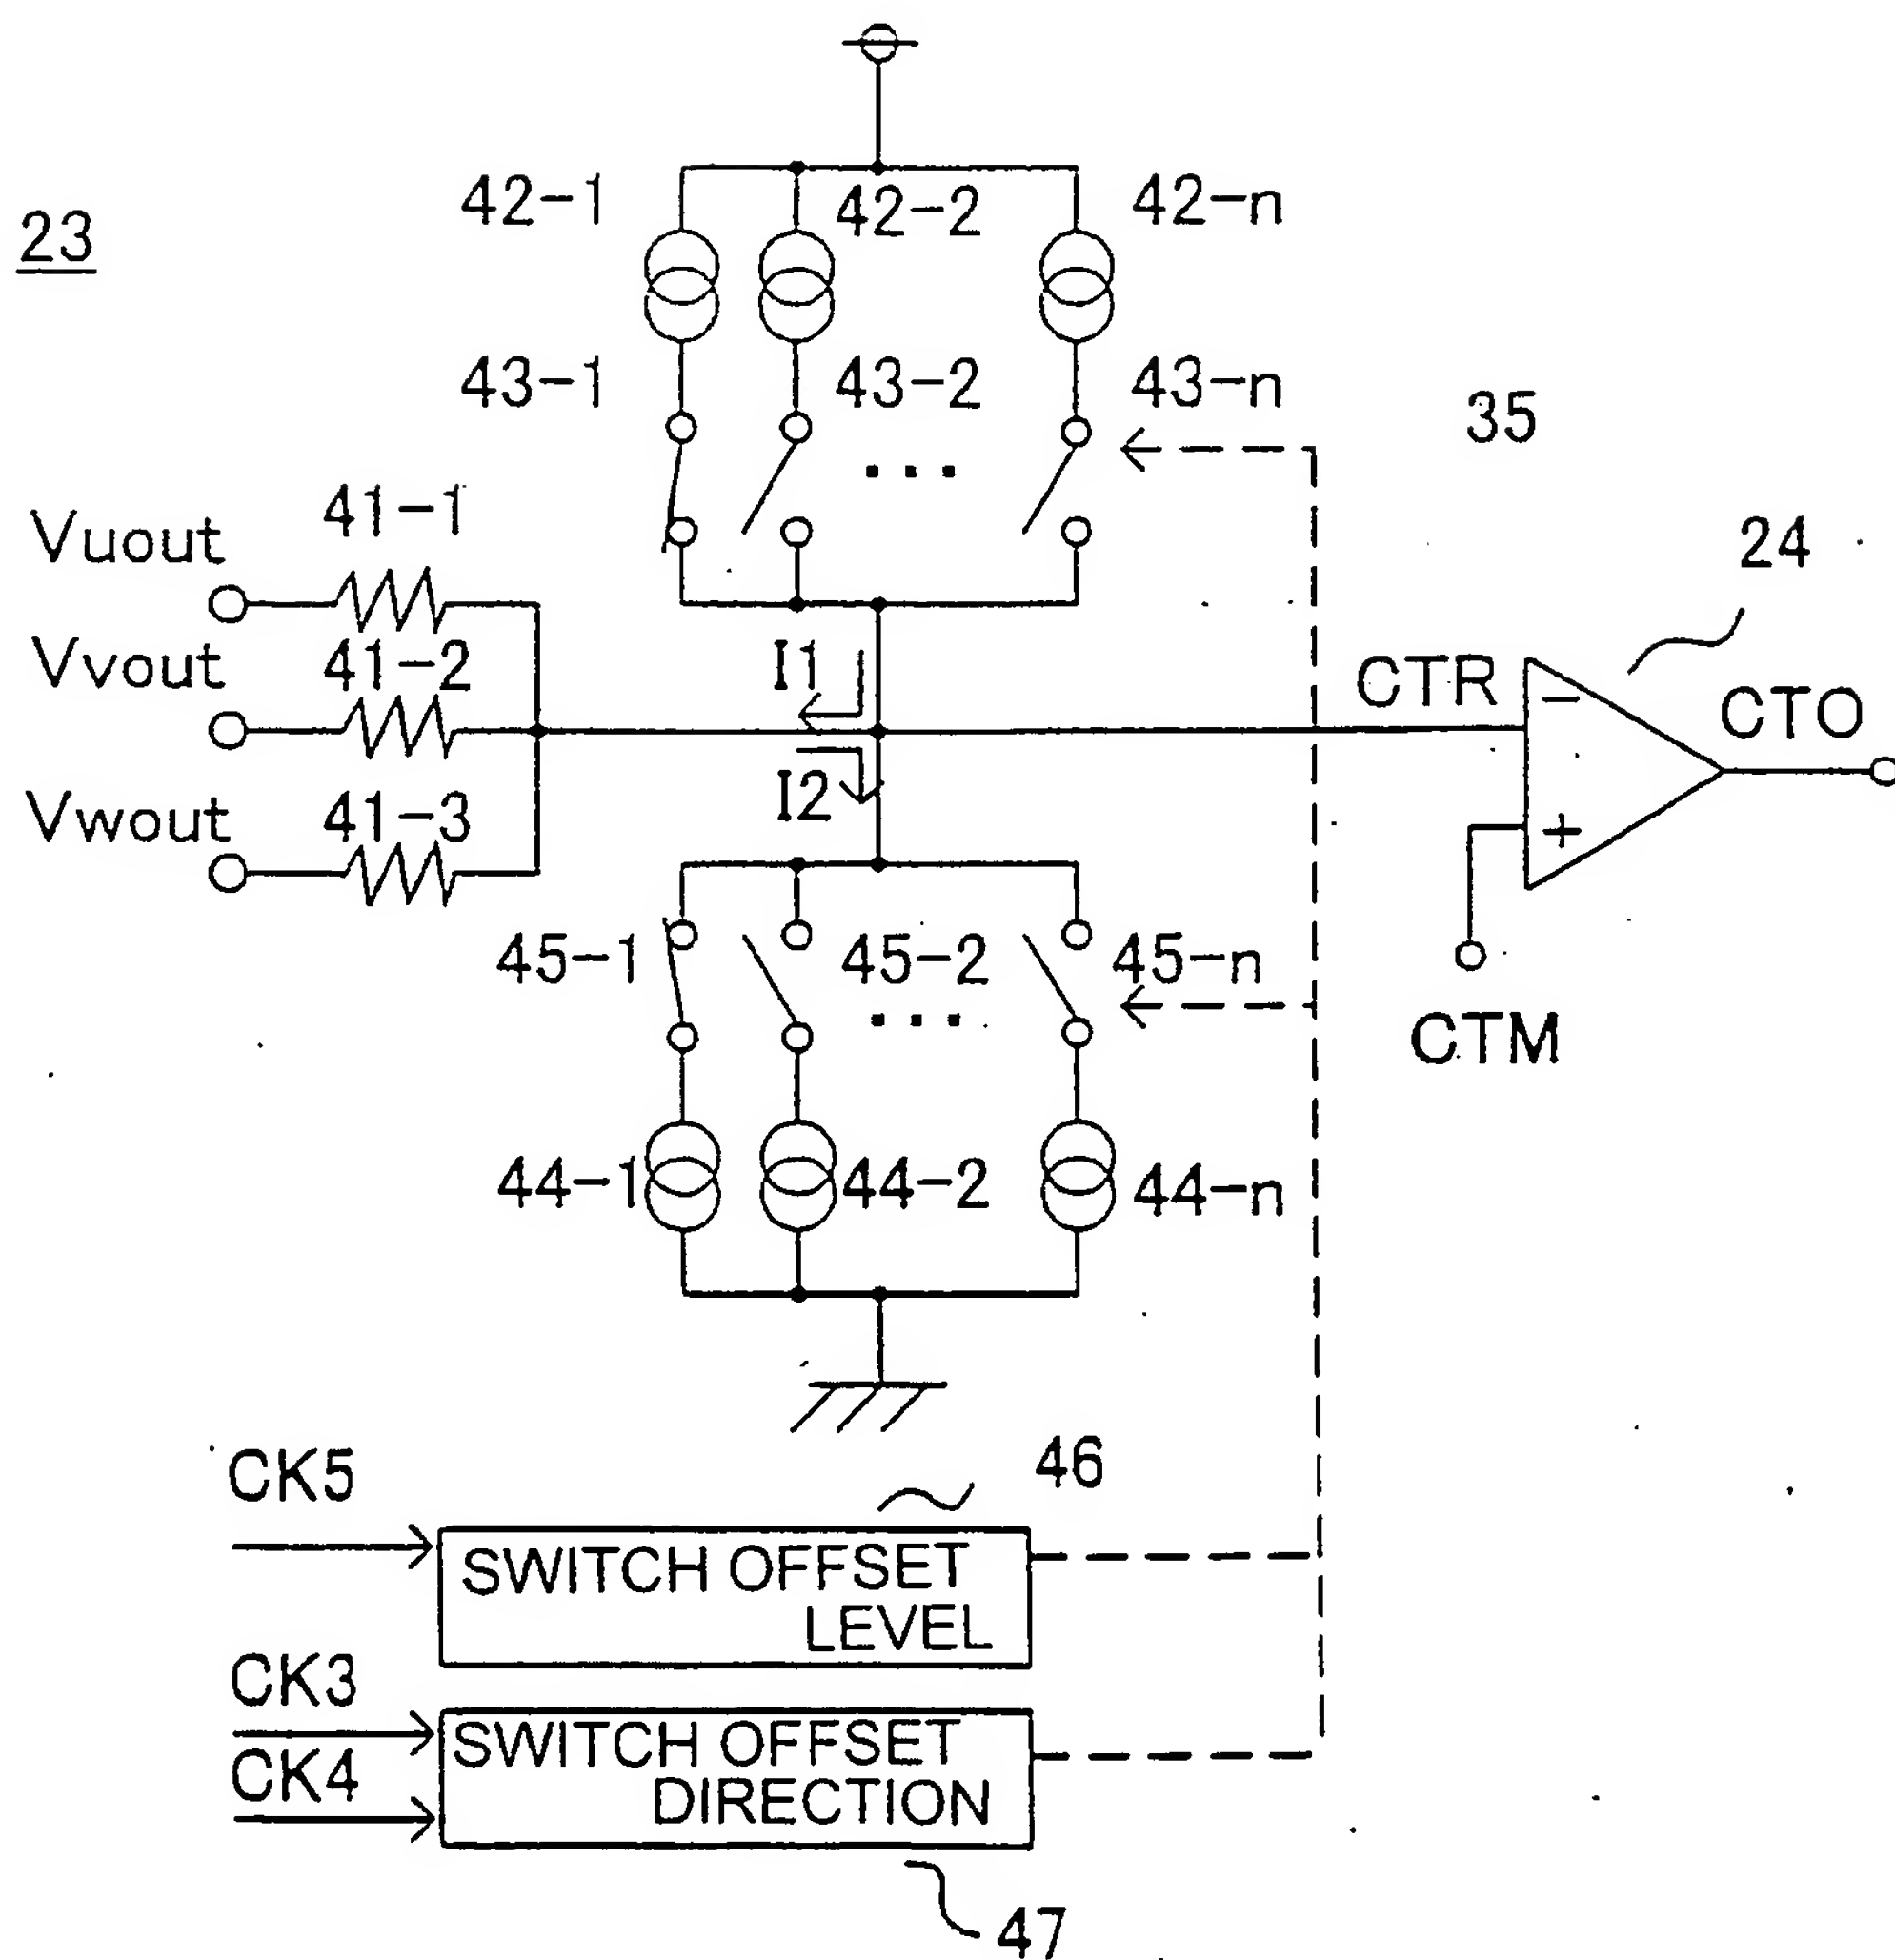 23
42-1
42-2
42-n
43-1
43-2
43-n
35
Vuout
41-1
24
Vvout
41-2
I1
CTR
-
CTO
Vwout
41-3
I2
+
45-1
45-2
45-n
CTM
44-1
44-2
44-n
CK5
46
SWITCH OFFSET
LEVEL
CK3
SWITCH OFFSET
CK4
DIRECTION
47